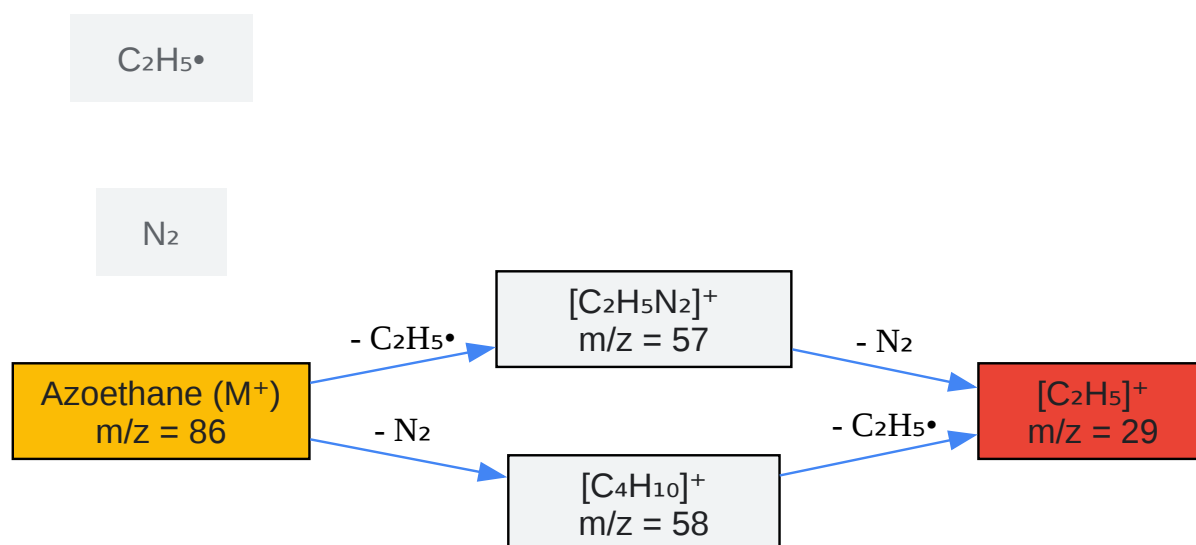 C₂H₅•
N₂
[C₂H₅N₂]⁺
m/z = 57
- C₂H₅•
- N₂
Azoethane (M⁺)
m/z = 86
[C₂H₅]⁺
m/z = 29
- N₂
- C₂H₅•
[C₄H₁₀]⁺
m/z = 58